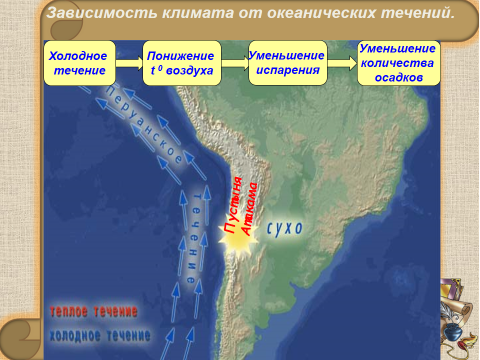 Зависимость климата от океанических течений.
Холодное
течение
Понижение
t⁰ воздуха
Уменьшение
испарения
Уменьшение
количества
осадков
Перуанское
течение
Пустыня
Атакама
сухо
теплое течение
холодное течение